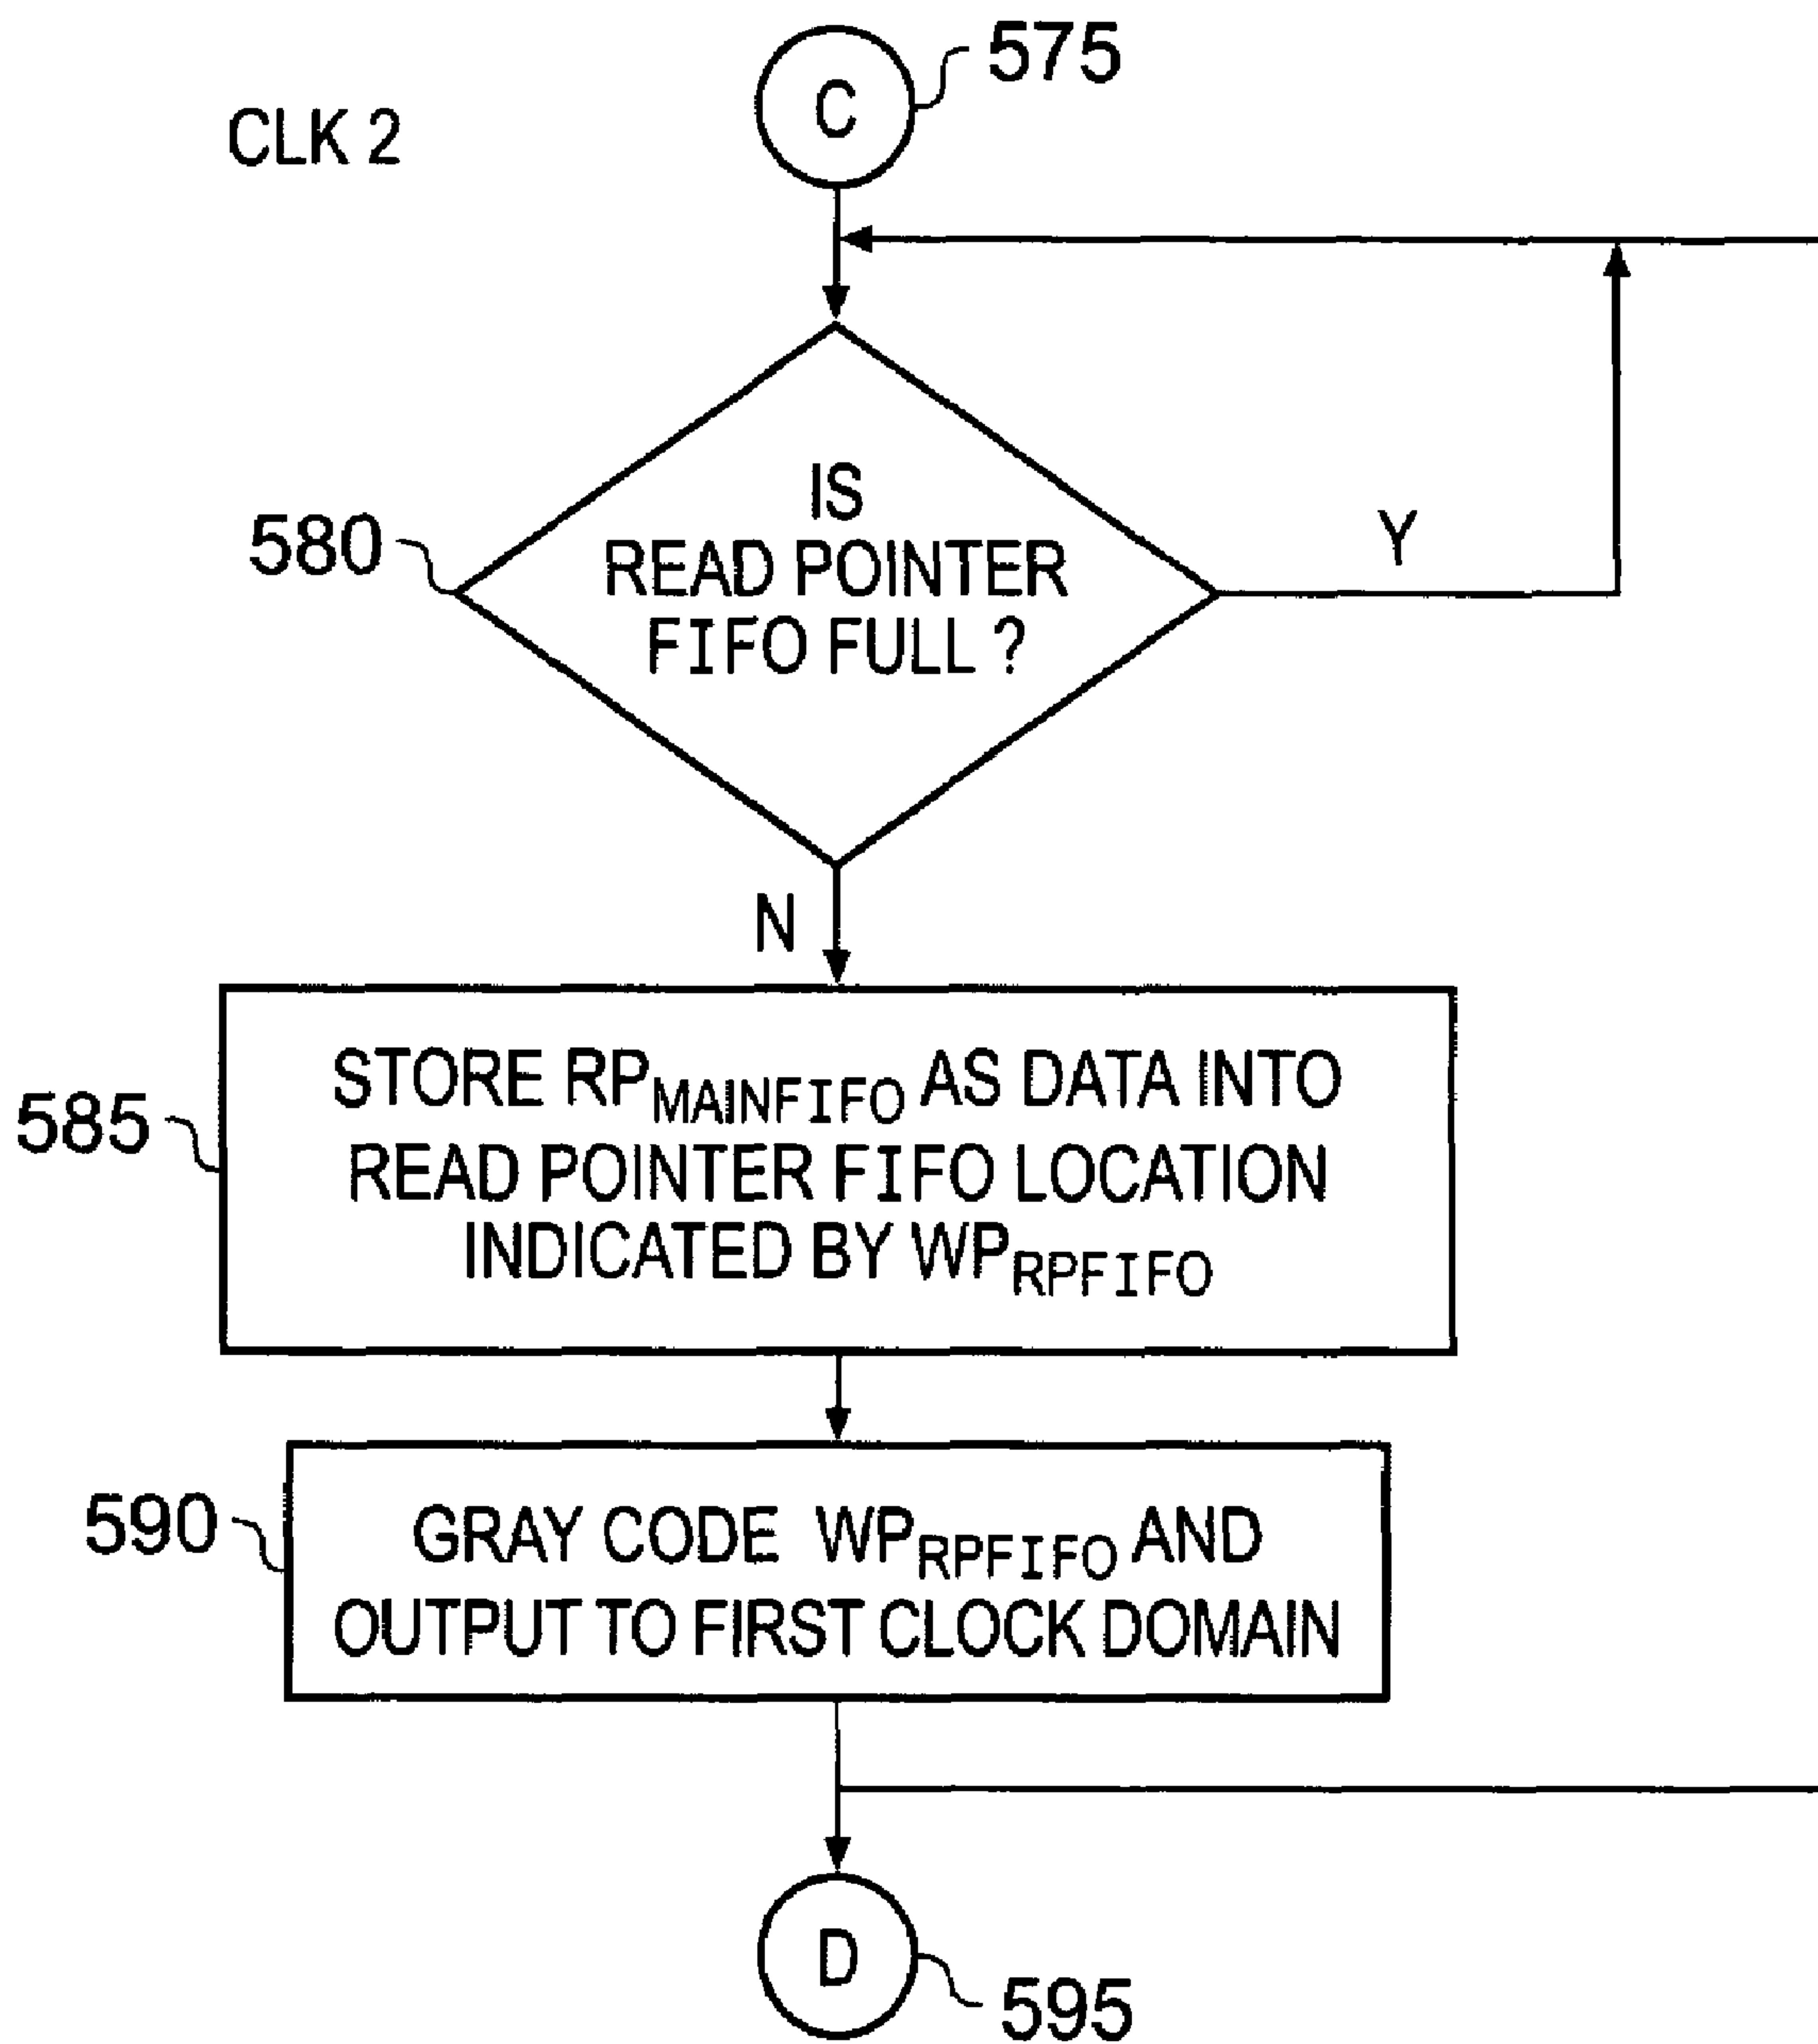 575
C
CLK 2
IS
READ POINTER
FIFO FULL ?
580
Y
N
STORE RPMAINFIFO AS DATA INTO
READ POINTER FIFO LOCATION
INDICATED BY WPRPFIFO
585
GRAY CODE WPRPFIFO AND
OUTPUT TO FIRST CLOCK DOMAIN
590
D
595